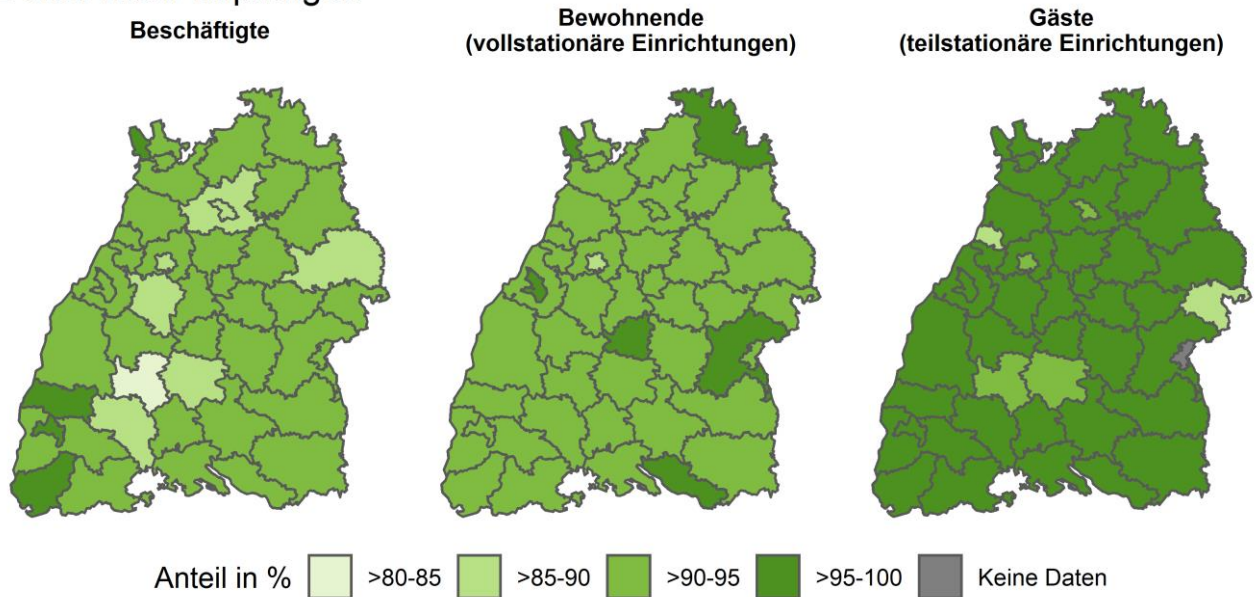 Beschäftigte
Bewohnende
(vollstationäre Einrichtungen)
Gäste
(teilstationäre Einrichtungen)
Anteil in % >80-85 >85-90 >90-95 >95-100 Keine Daten